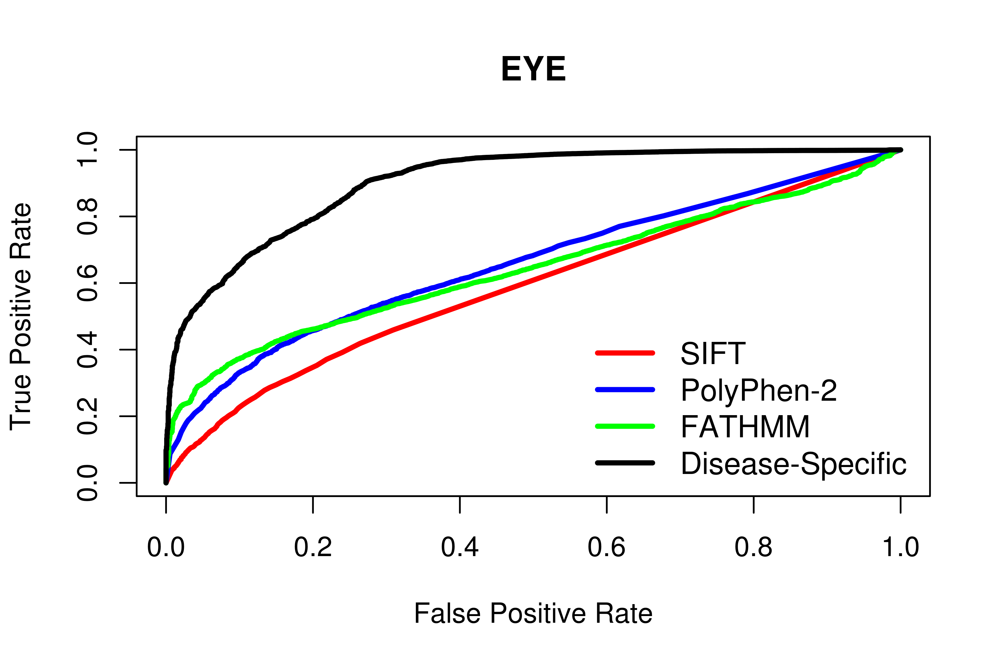 EYE
True Positive Rate
1.0
0.8
0.6
0.4
0.2
0.0
SIFT
PolyPhen-2
FATHMM
Disease-Specific
0.0 0.2 0.4 0.6 0.8 1.0
False Positive Rate